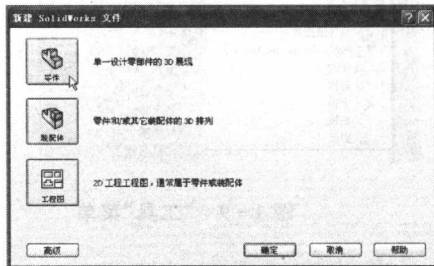 新建 SolidWorks 文件
零件
单一设计零部件的 3D 展现
装配体
零件和/或其它装配体的 3D 排列
工程图
2D 工程工程图，通常属于零件或装配体
高级
确定
取消
帮助